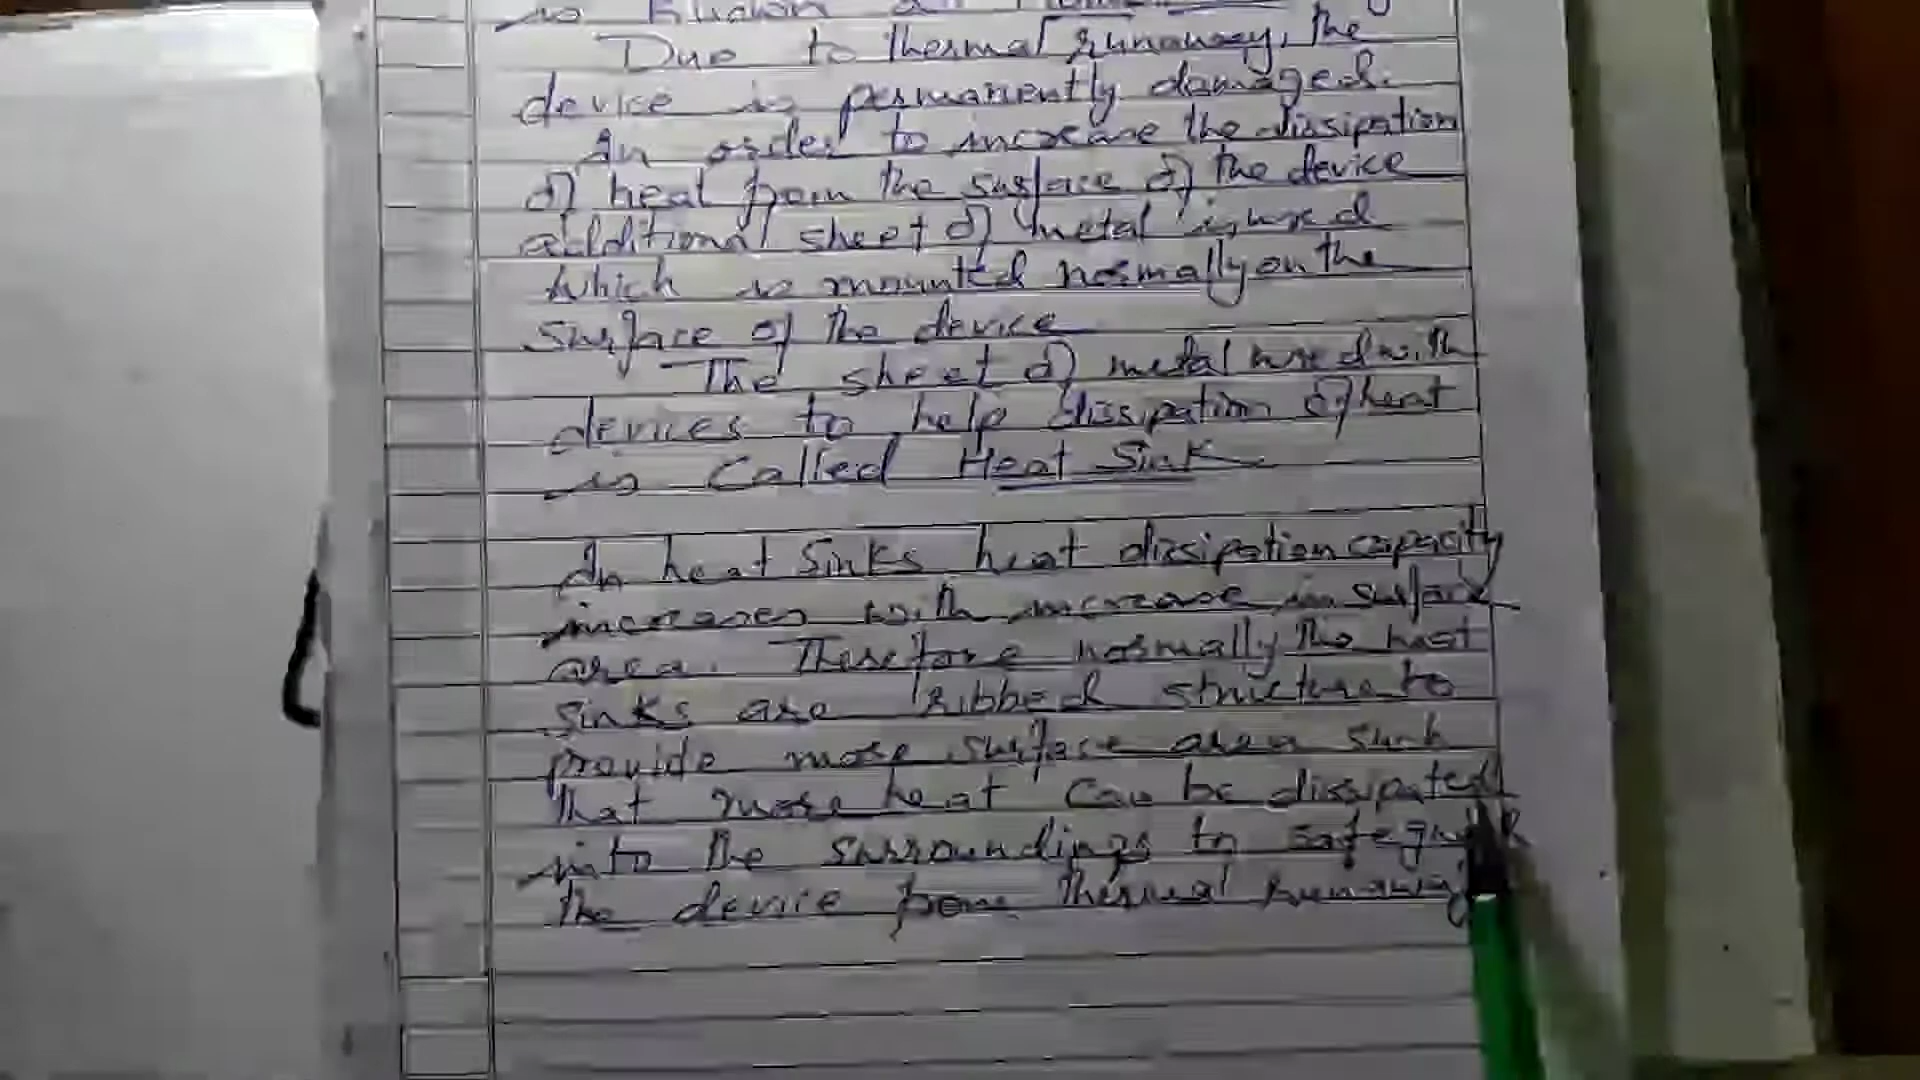 is known as
Due to thermal runaway, the
device is permanently damaged.
In order to increase the dissipation
of heat from the surface of the device
additional sheet of metal is used
which is mounted normally on the
surface of the device
The sheet of metal used with
devices to help dissipation of heat
is called Heat Sink
In heat Sinks heat dissipation capacity
increases with increase in surface
area. Therefore normally the heat
sinks are ribbed structure to
provide more surface area such
that more heat can be dissipated
into the surroundings to safeguard
the device from thermal runaway